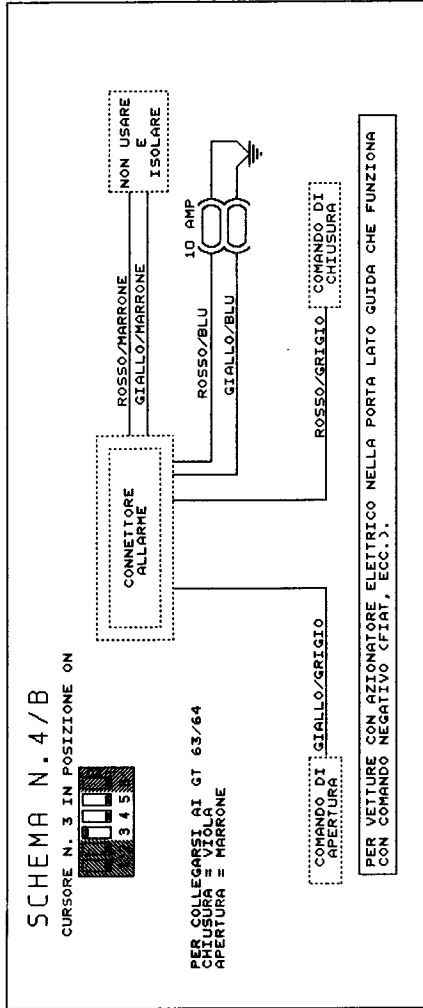 SCHEMA N. 4/B
CURSORE N. 3 IN POSIZIONE ON
3 4 5
PER COLLEGARSI AI GT 63/64
CHIUSURA = VIOLA
APERTURA = MARRONE
CONNETTORE
ALLARME
ROSSO/MARRONE
GIALLO/MARRONE
NON USARE
E
ISOLARE
10 AMP
ROSSO/BLU
GIALLO/BLU
COMANDO DI
APERTURA
GIALLO/GRIGIO
ROSSO/GRIGIO
COMANDO DI
CHIUSURA
PER VETTURE CON AZIONATORE ELETTRICO NELLA PORTA LATO GUIDA CHE FUNZIONA
CON COMANDO NEGATIVO (FIAT, ECC.).